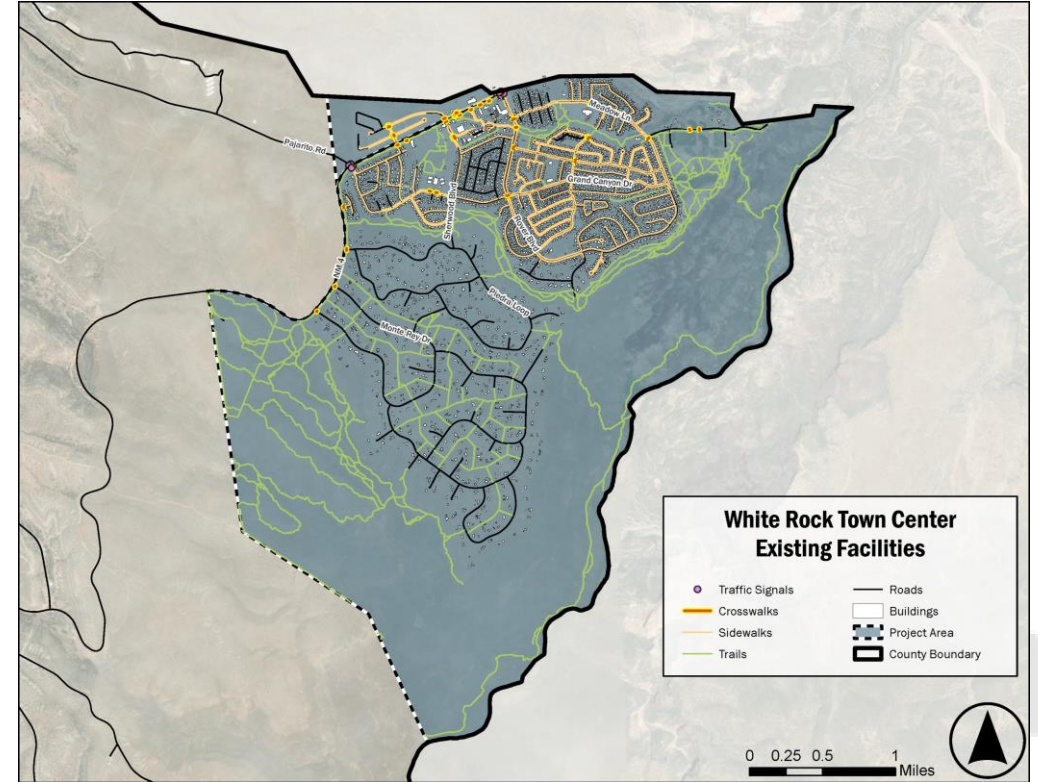 Pajarito Rd
Meadow Ln
Grand Canyon Dr
Sherwood Blvd
Rover Blvd
NM 4
Piedra Loop
Monte Rey Dr
White Rock Town Center
Existing Facilities
Traffic Signals
Crosswalks
Sidewalks
Trails
Roads
Buildings
Project Area
County Boundary
0 0.25 0.5 1
Miles